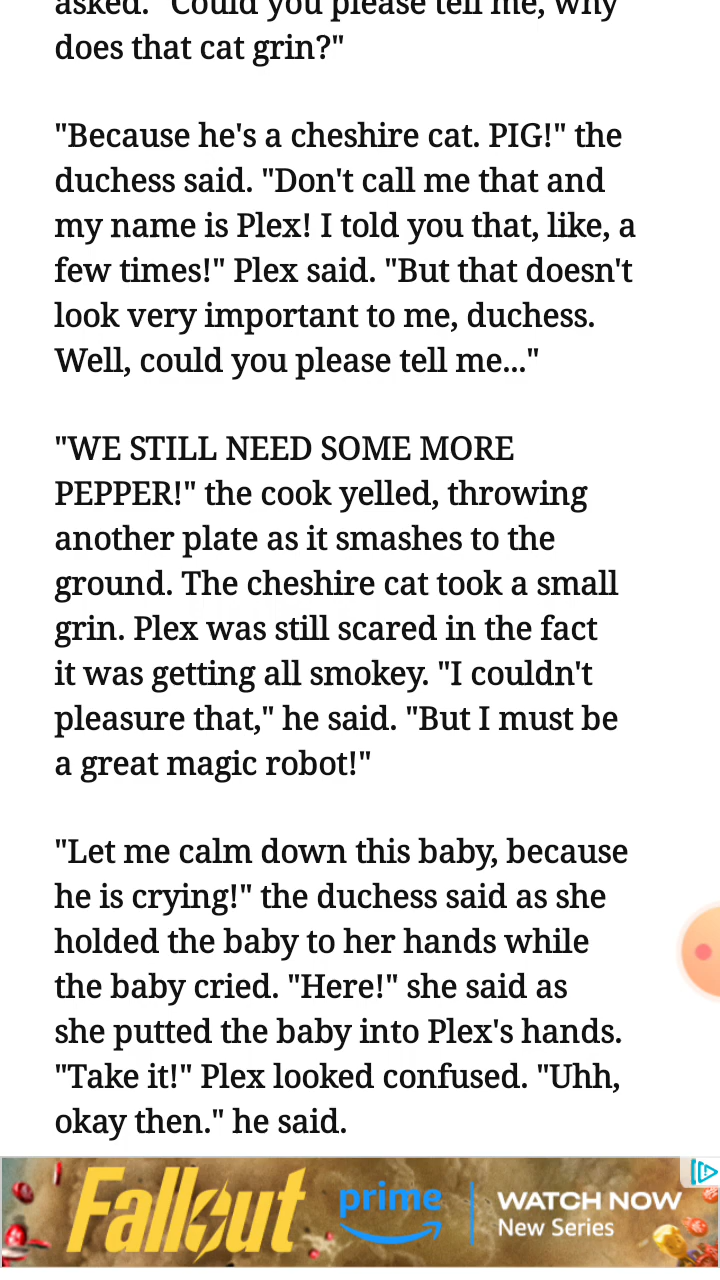 asked. "Could you please tell me, why
does that cat grin?"
"Because he's a cheshire cat. PIG!" the
duchess said. "Don't call me that and
my name is Plex! I told you that, like, a
few times!" Plex said. "But that doesn't
look very important to me, duchess.
Well, could you please tell me..."
"WE STILL NEED SOME MORE
PEPPER!" the cook yelled, throwing
another plate as it smashes to the
ground. The cheshire cat took a small
grin. Plex was still scared in the fact
it was getting all smokey. "I couldn't
pleasure that," he said. "But I must be
a great magic robot!"
"Let me calm down this baby, because
he is crying!" the duchess said as she
holded the baby to her hands while
the baby cried. "Here!" she said as
she putted the baby into Plex's hands.
"Take it!" Plex looked confused. "Uhh,
okay then." he said.
Fallout
prime
WATCH NOW
New Series